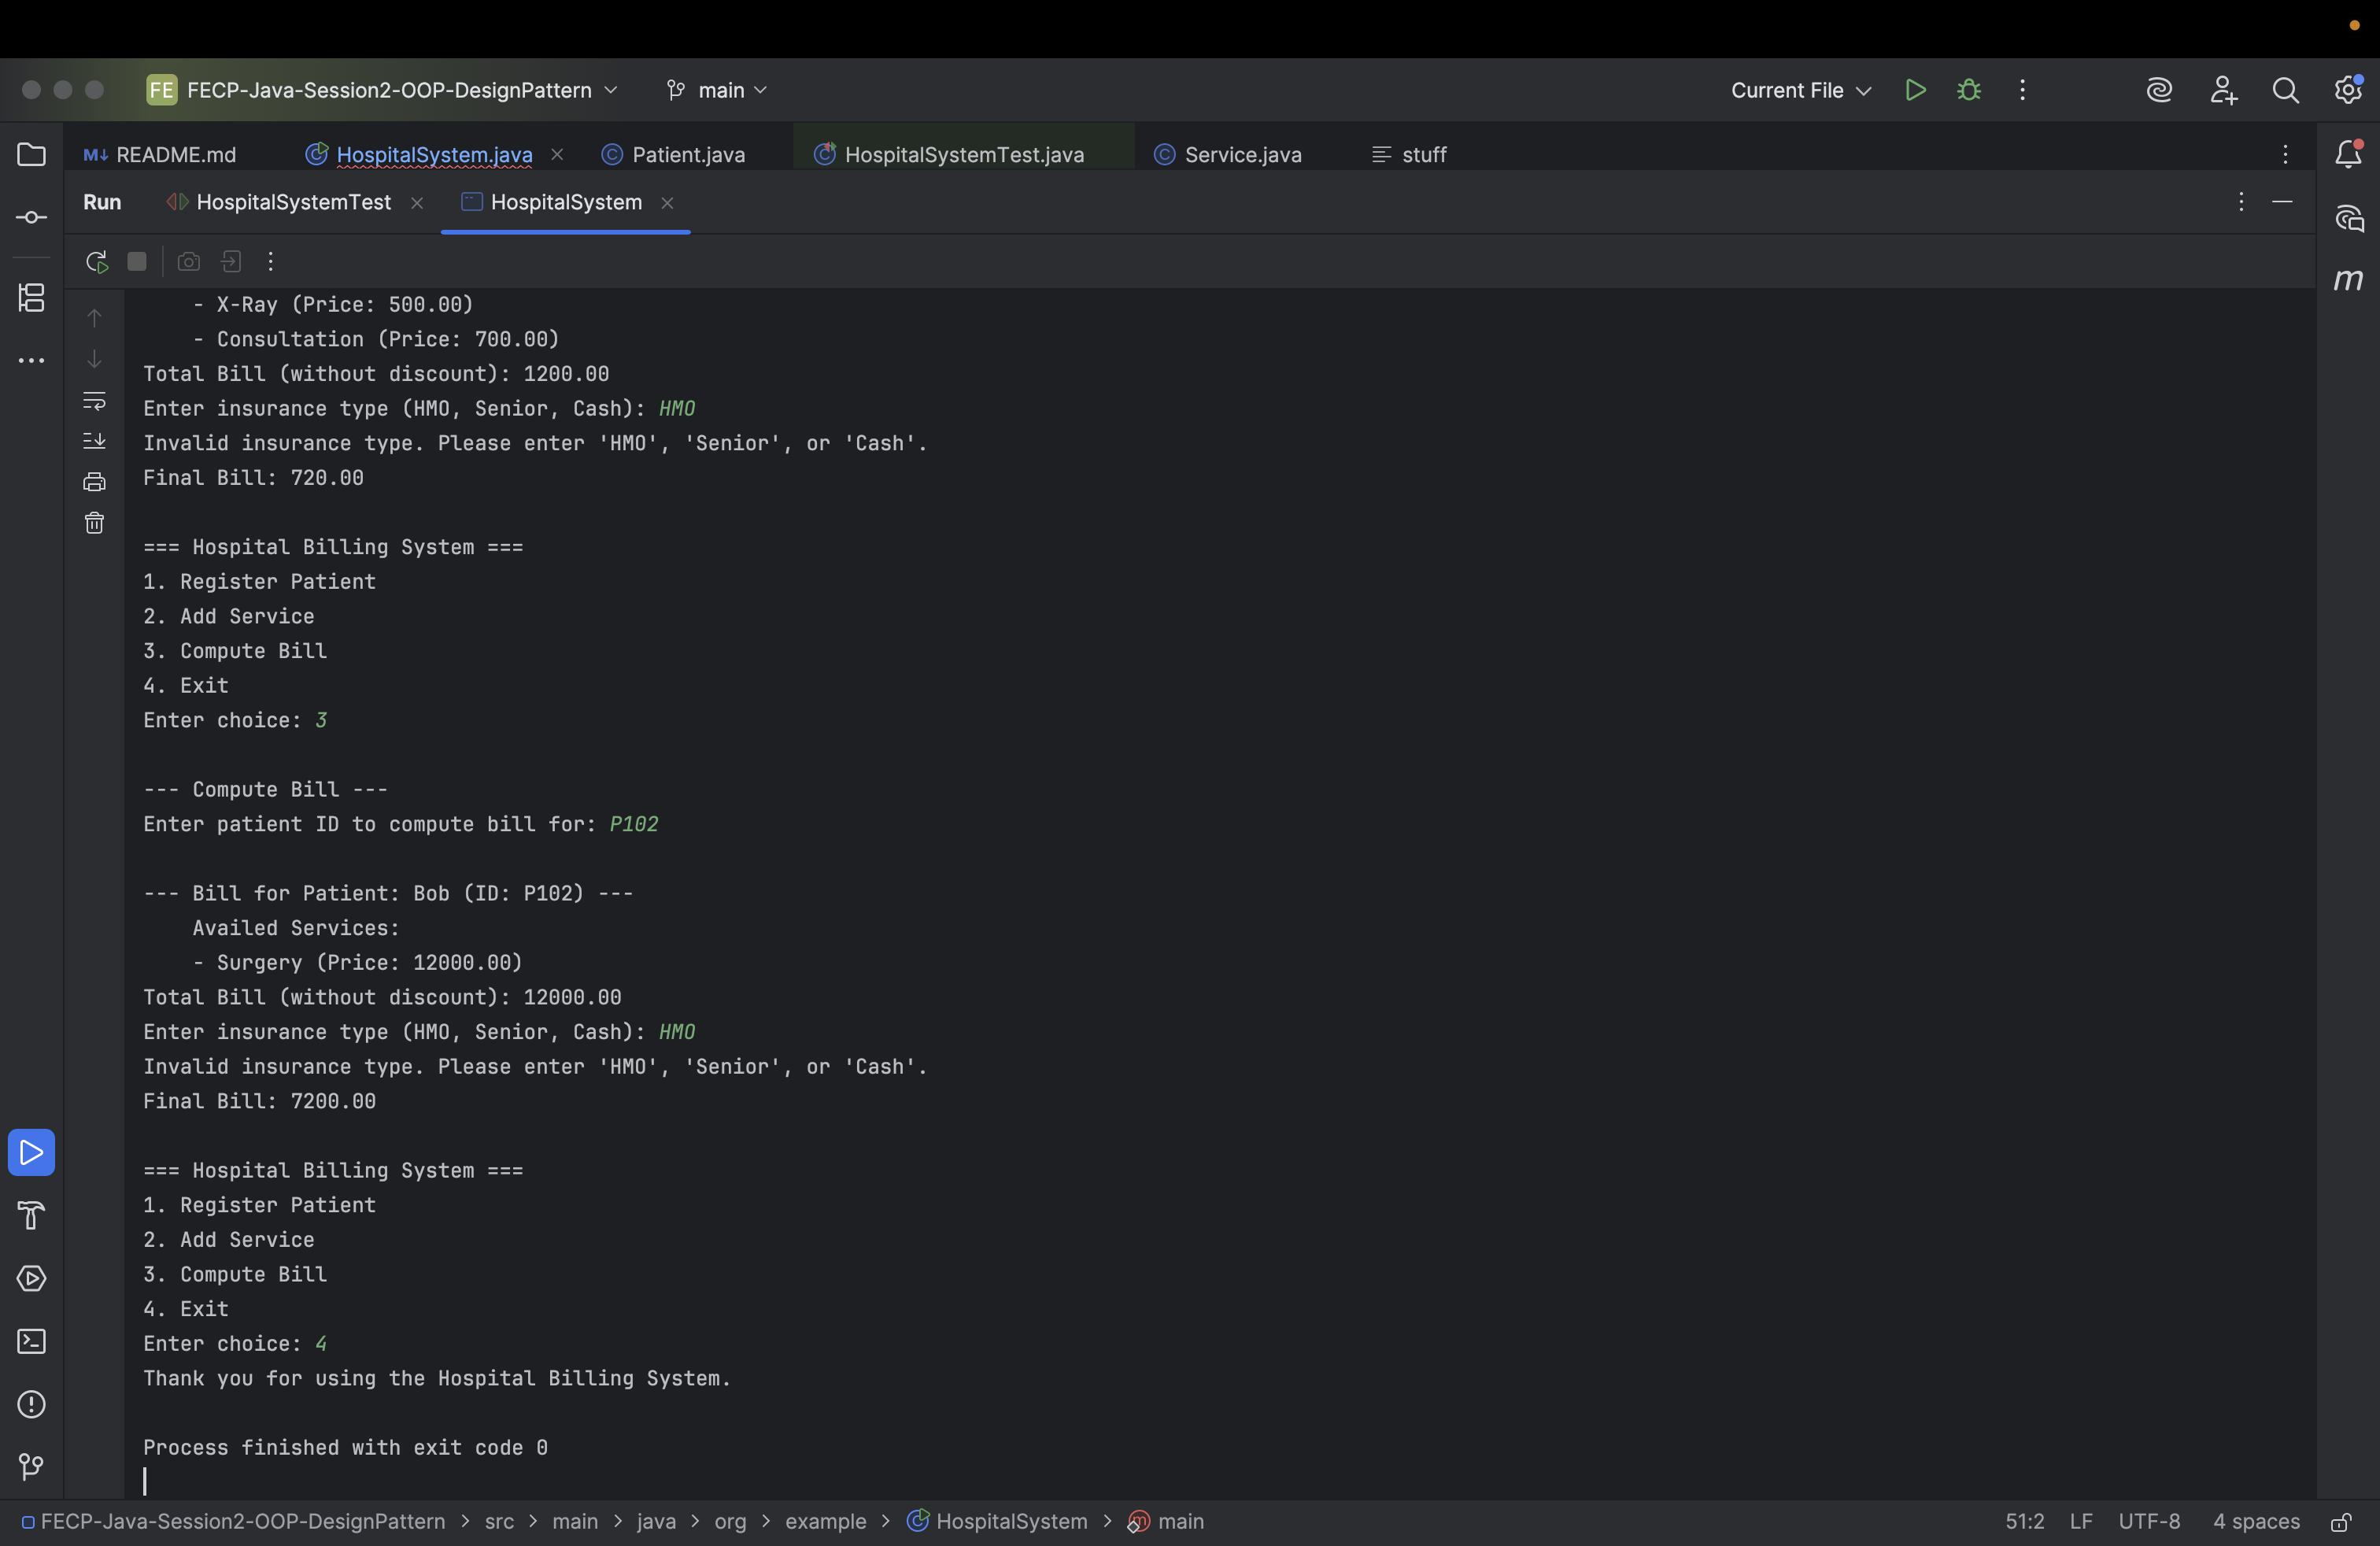 FE FECP-Java-Session2-OOP-DesignPattern main Current File
README.md HospitalSystem.java Patient.java HospitalSystemTest.java Service.java stuff
Run HospitalSystemTest HospitalSystem
- X-Ray (Price: 500.00)
- Consultation (Price: 700.00)
Total Bill (without discount): 1200.00
Enter insurance type (HMO, Senior, Cash): HMO
Invalid insurance type. Please enter 'HMO', 'Senior', or 'Cash'.
Final Bill: 720.00
=== Hospital Billing System ===
1. Register Patient
2. Add Service
3. Compute Bill
4. Exit
Enter choice: 3
--- Compute Bill ---
Enter patient ID to compute bill for: P102
--- Bill for Patient: Bob (ID: P102) ---
Availed Services:
- Surgery (Price: 12000.00)
Total Bill (without discount): 12000.00
Enter insurance type (HMO, Senior, Cash): HMO
Invalid insurance type. Please enter 'HMO', 'Senior', or 'Cash'.
Final Bill: 7200.00
=== Hospital Billing System ===
1. Register Patient
2. Add Service
3. Compute Bill
4. Exit
Enter choice: 4
Thank you for using the Hospital Billing System.
Process finished with exit code 0
FECP-Java-Session2-OOP-DesignPattern > src > main > java > org > example > HospitalSystem > main 51:2 LF UTF-8 4 spaces